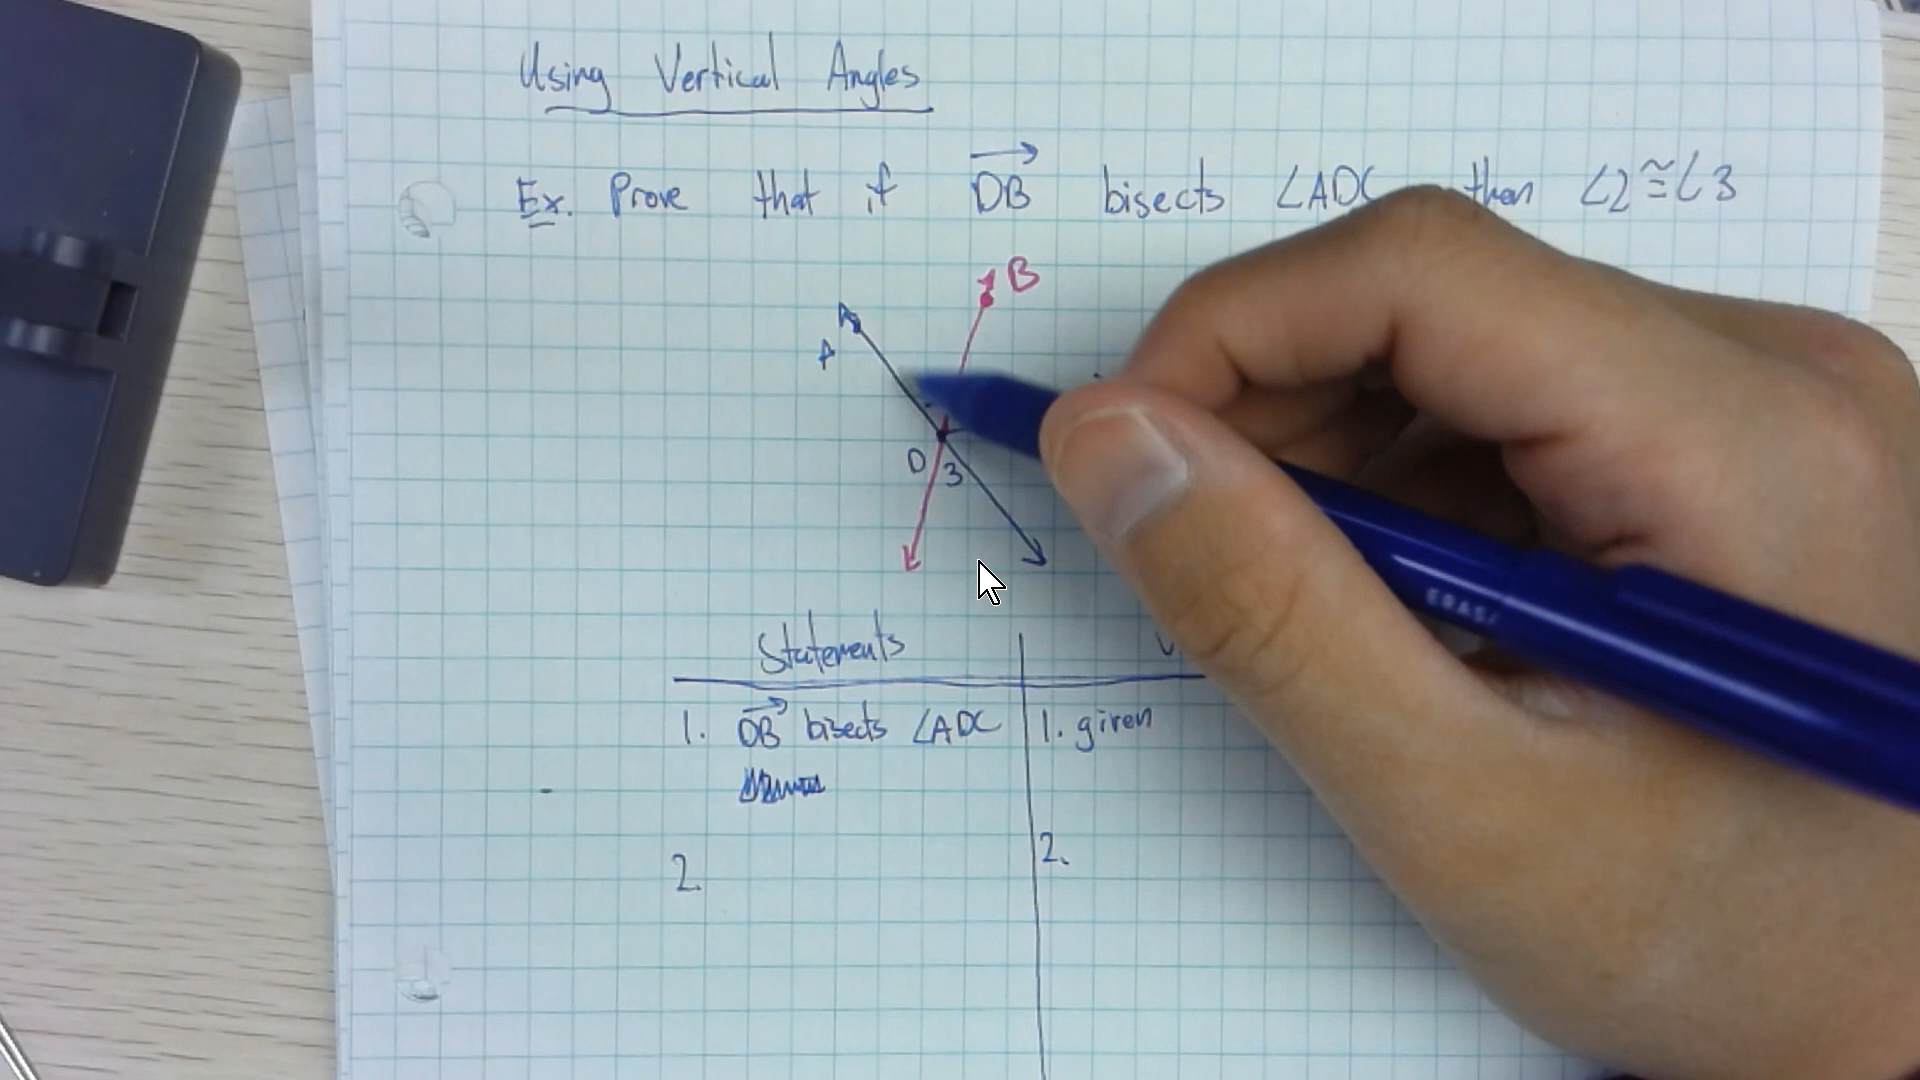 Using Vertical Angles
Ex. Prove that if DB bisects ∠ADC then ∠2≅∠3
B
A
D 3
Statements
1. DB bisects ∠ADC
1. given
2.
2.